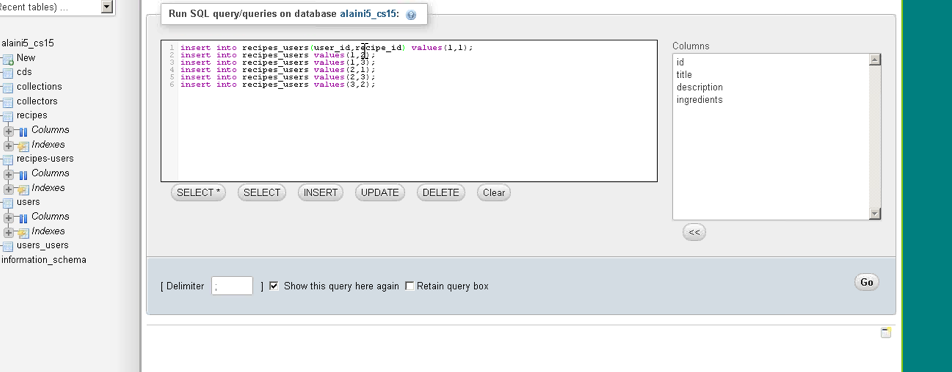 Recent tables) ...
alaini5_cs15
New
cds
collections
collectors
recipes
Columns
Indexes
recipes-users
Columns
Indexes
users
Columns
Indexes
users_users
information_schema
Run SQL query/queries on database alaini5_cs15:
1 insert into recipes_users(user_id,recipe_id) values(1,1);
2 insert into recipes_users values(1,2);
3 insert into recipes_users values(1,3);
4 insert into recipes_users values(2,1);
5 insert into recipes_users values(2,3);
6 insert into recipes_users values(3,2);
Columns
id
title
description
ingredients
SELECT * SELECT INSERT UPDATE DELETE Clear
<<
[ Delimiter ; ] Show this query here again Retain query box
Go